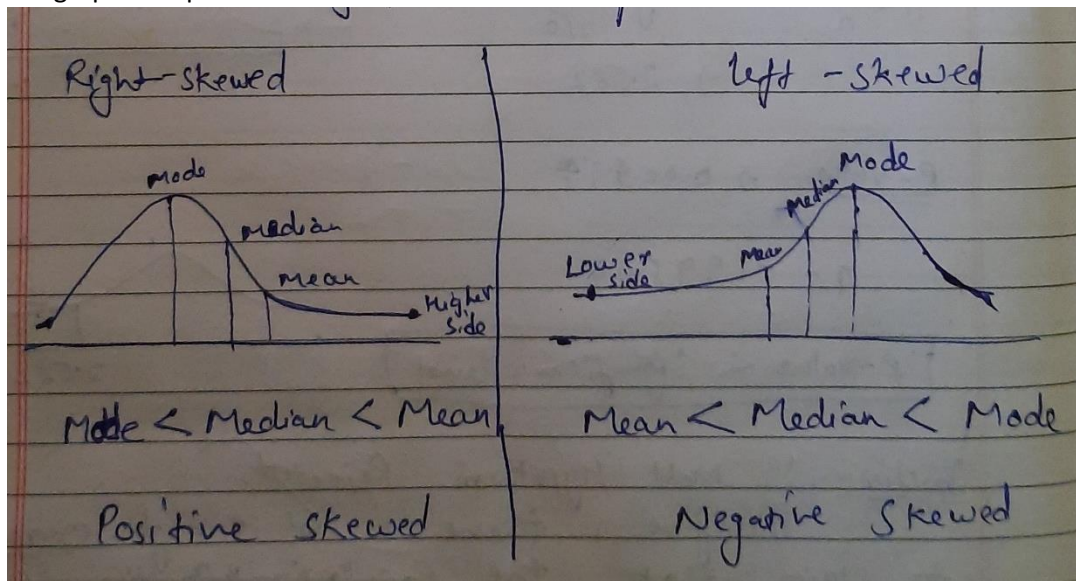 Right-skewed
Mode
Median
Mean
Higher
side
Mode < Median < Mean
Positive skewed
left - skewed
Mode
Median
Mean
Lower
side
Mean < Median < Mode
Negative Skewed